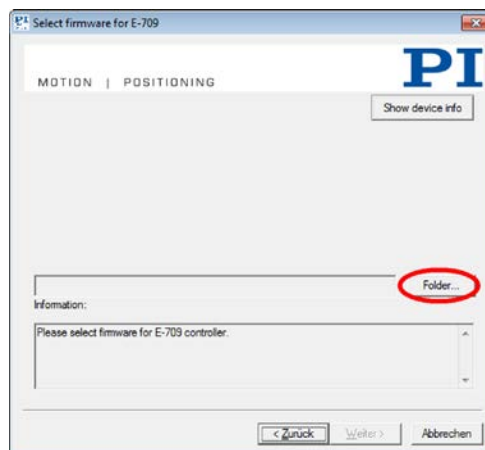 Select firmware for E-709
PI
MOTION | POSITIONING
Show device info
Folder...
Information:
Please select firmware for E-709 controller.
< Zurück
Weiter >
Abbrechen